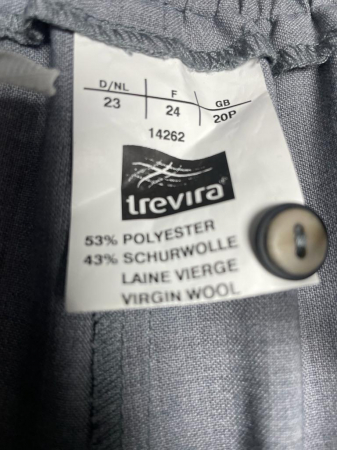 D/NL F GB
23 24 20P
14262
trevira
53% POLYESTER
43% SCHURWOLLE
LAINE VIERGE
VIRGIN WOOL